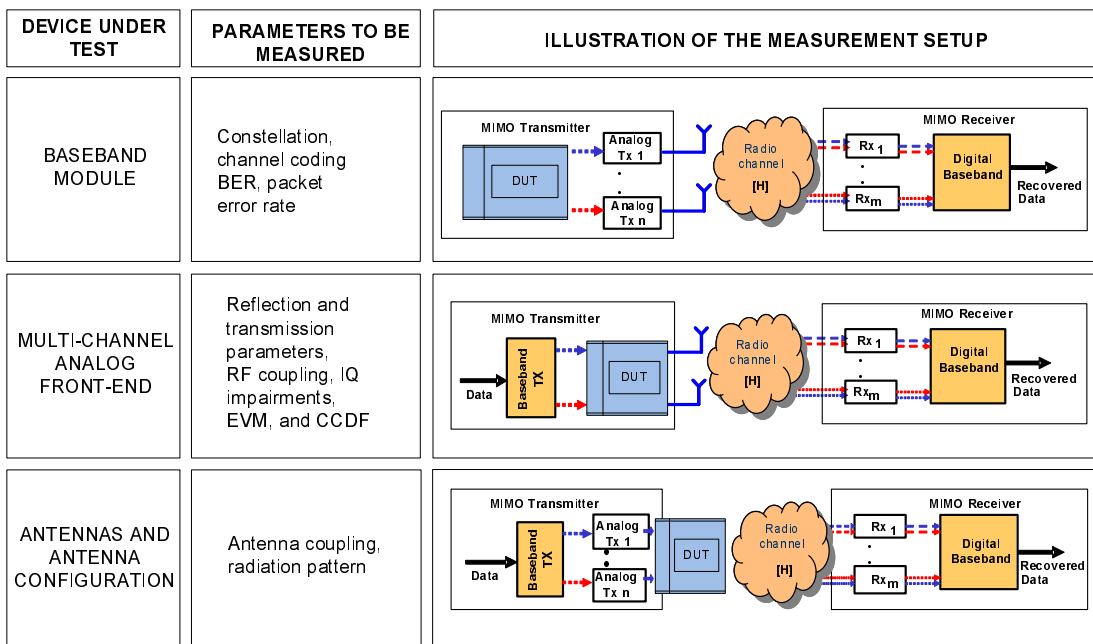 DEVICE UNDER
TEST
PARAMETERS TO BE
MEASURED
ILLUSTRATION OF THE MEASUREMENT SETUP
BASEBAND
MODULE
Constellation,
channel coding
BER, packet
error rate
MIMO Transmitter
DUT
Analog
Tx 1
Analog
Tx n
Radio
channel
[H]
MIMO Receiver
Rx 1
Rxm
Digital
Baseband
Recovered
Data
MULTI-CHANNEL
ANALOG
FRONT-END
Reflection and
transmission
parameters,
RF coupling, IQ
impairments,
EVM, and CCDF
MIMO Transmitter
Data
Baseband
TX
DUT
Radio
channel
[H]
MIMO Receiver
Rx 1
Rxm
Digital
Baseband
Recovered
Data
ANTENNAS AND
ANTENNA
CONFIGURATION
Antenna coupling,
radiation pattern
MIMO Transmitter
Data
Baseband
TX
Analog
Tx 1
Analog
Tx n
DUT
Radio
channel
[H]
MIMO Receiver
Rx 1
Rxm
Digital
Baseband
Recovered
Data